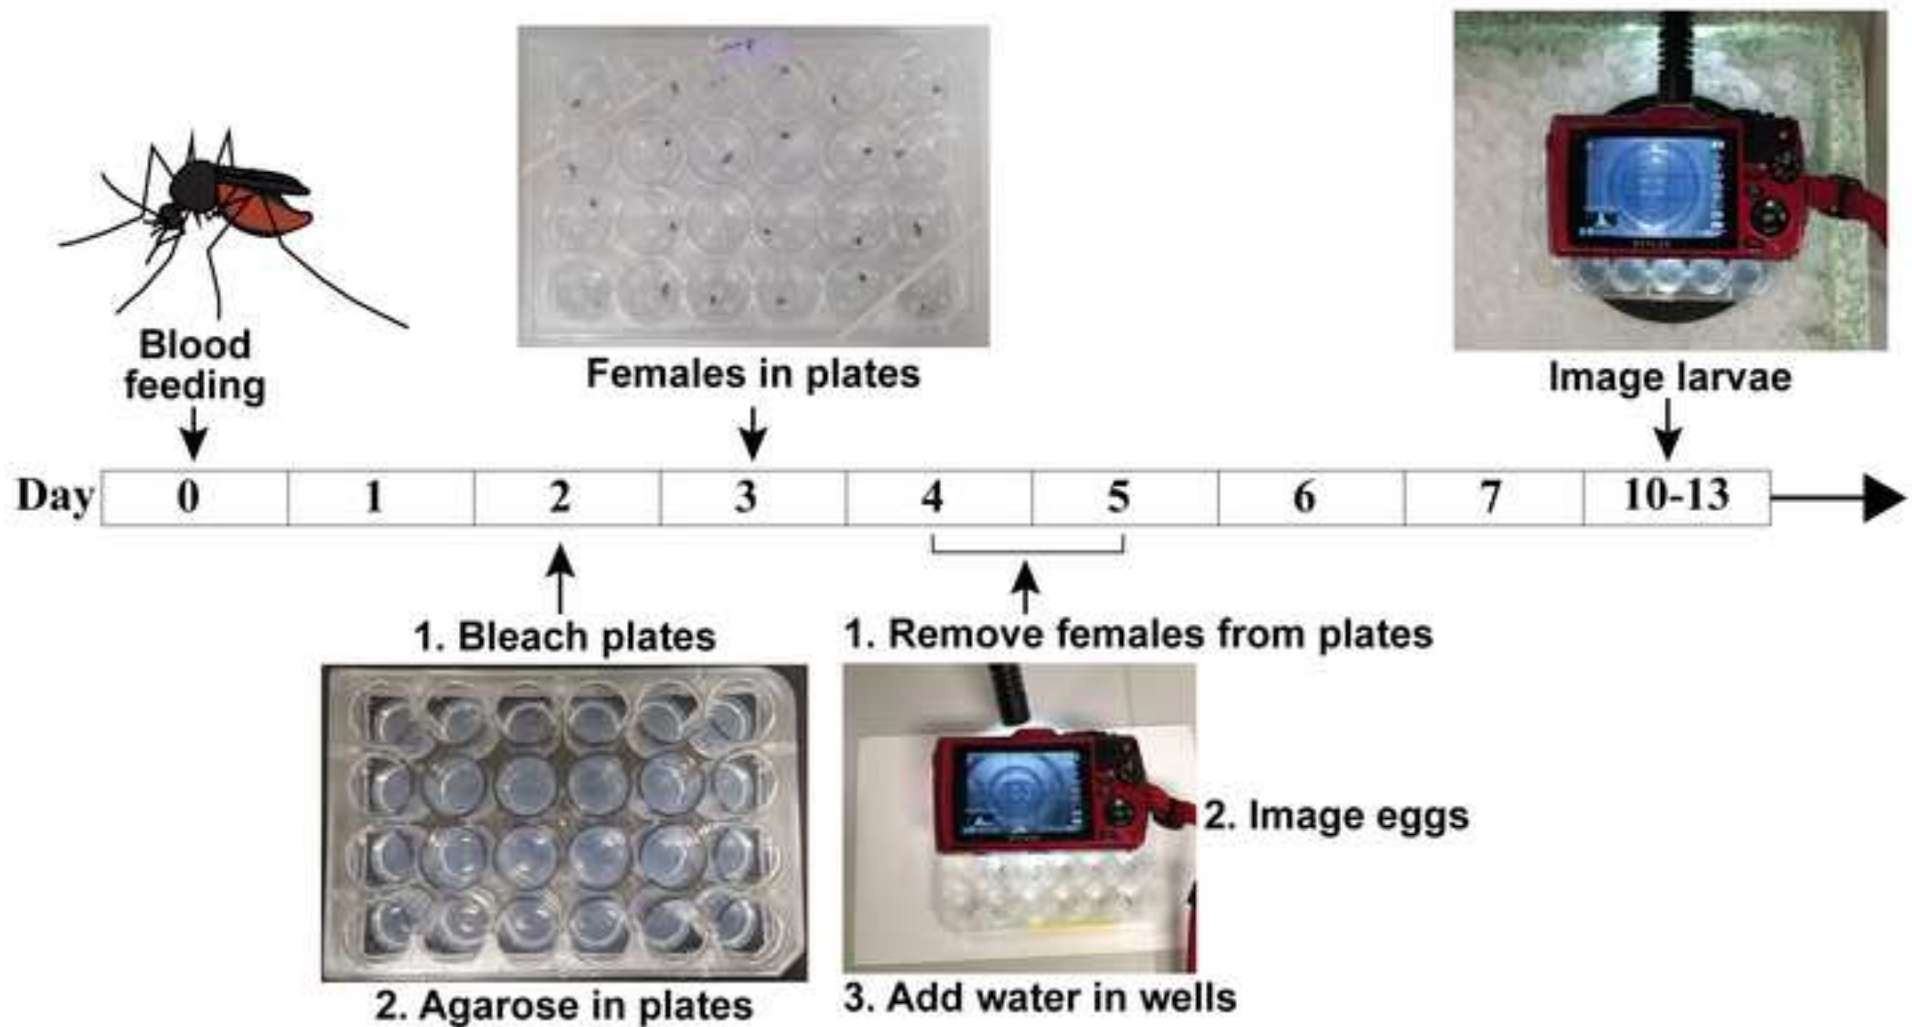 Blood
feeding
Females in plates
Image larvae
Day 0 1 2 3 4 5 6 7 10-13
1. Bleach plates
2. Agarose in plates
1. Remove females from plates
2. Image eggs
3. Add water in wells